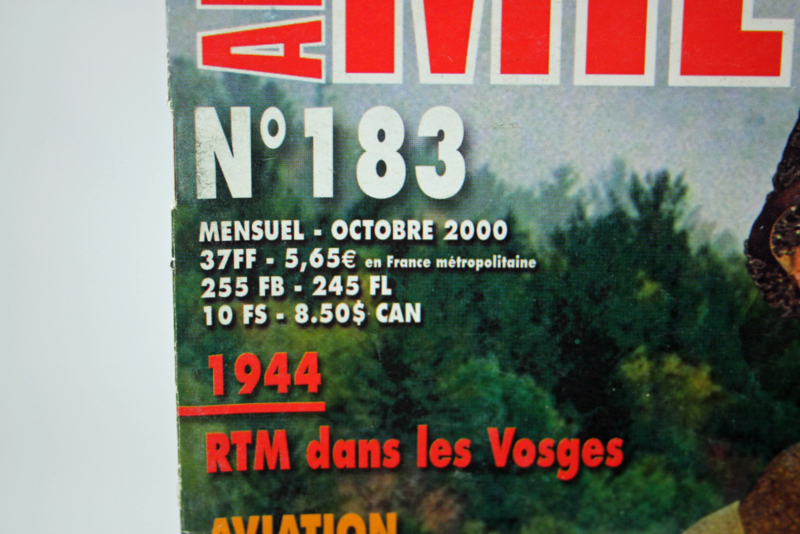 N° 183
MENSUEL - OCTOBRE 2000
37FF - 5,65€ en France métropolitaine
255 FB - 245 FL
10 FS - 8.50$ CAN
1944
RTM dans les Vosges
AVIATION